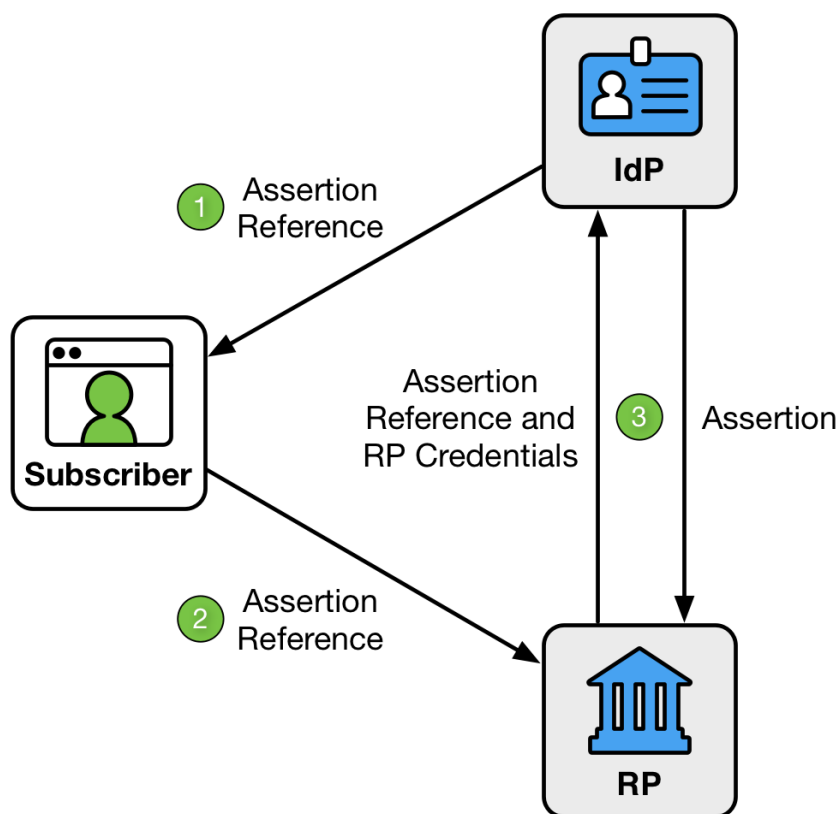 IdP
1
Assertion
Reference
Subscriber
Assertion
Reference and
RP Credentials
3
Assertion
2
Assertion
Reference
RP